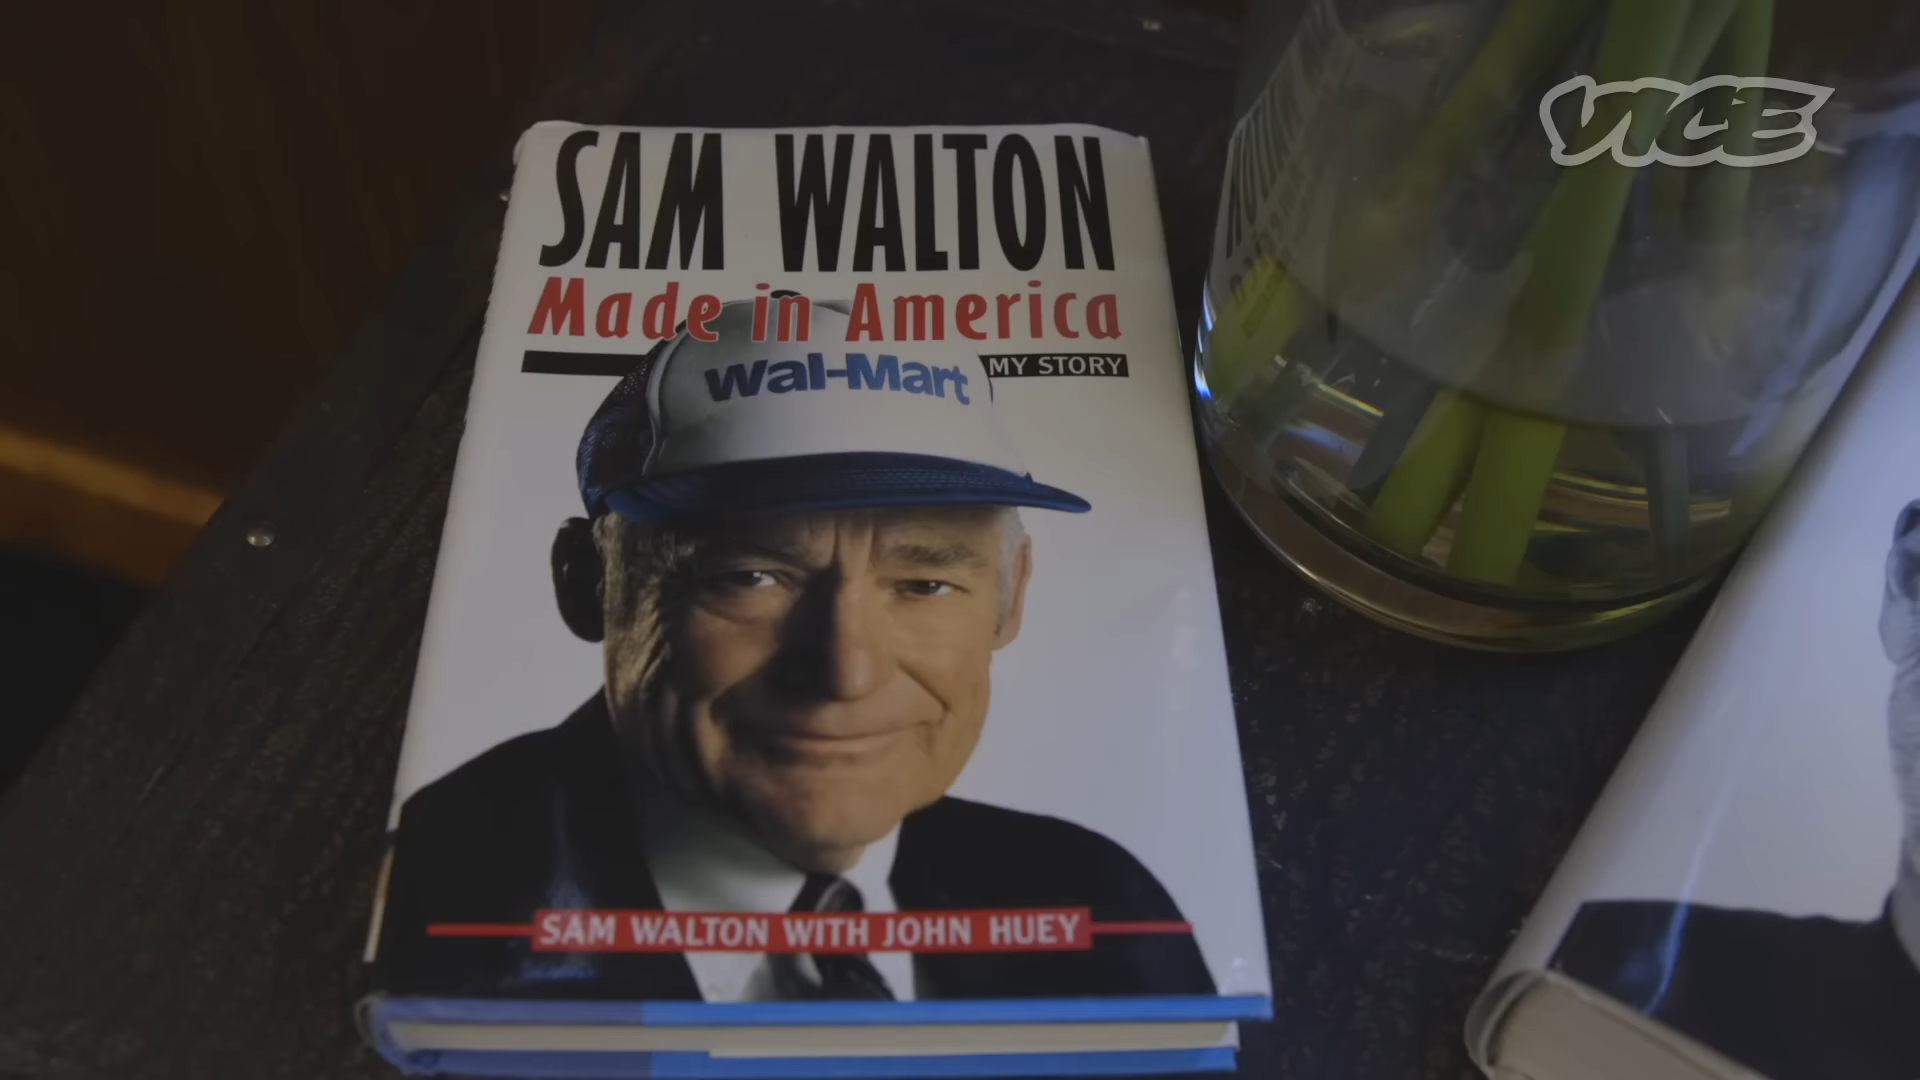 SAM WALTON
Made in America
MY STORY
Wal-Mart
SAM WALTON WITH JOHN HUEY
VICE